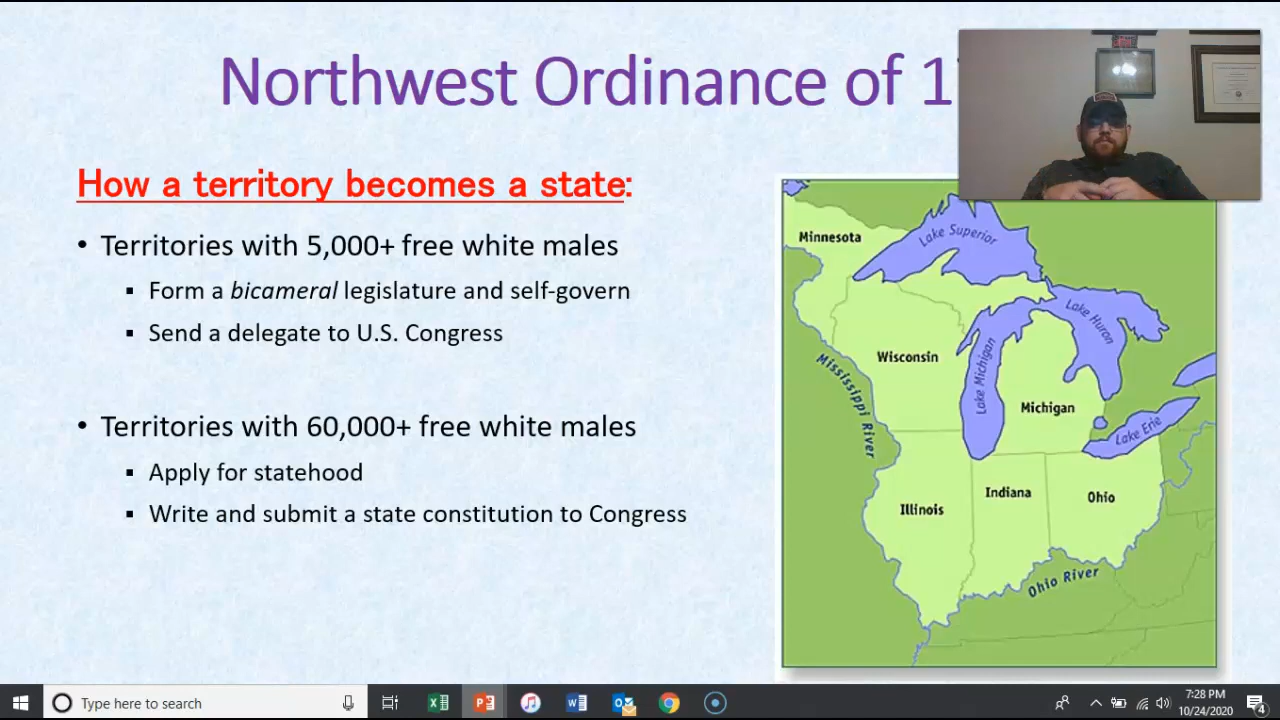 Northwest Ordinance of 1
How a territory becomes a state:
• Territories with 5,000+ free white males
▪ Form a bicameral legislature and self-govern
▪ Send a delegate to U.S. Congress
• Territories with 60,000+ free white males
▪ Apply for statehood
▪ Write and submit a state constitution to Congress
Minnesota
Lake Superior
Lake Huron
Wisconsin
Lake Michigan
Mississippi River
Michigan
Lake Erie
Illinois
Indiana
Ohio
Ohio River
Type here to search
7:28 PM
10/24/2020
4